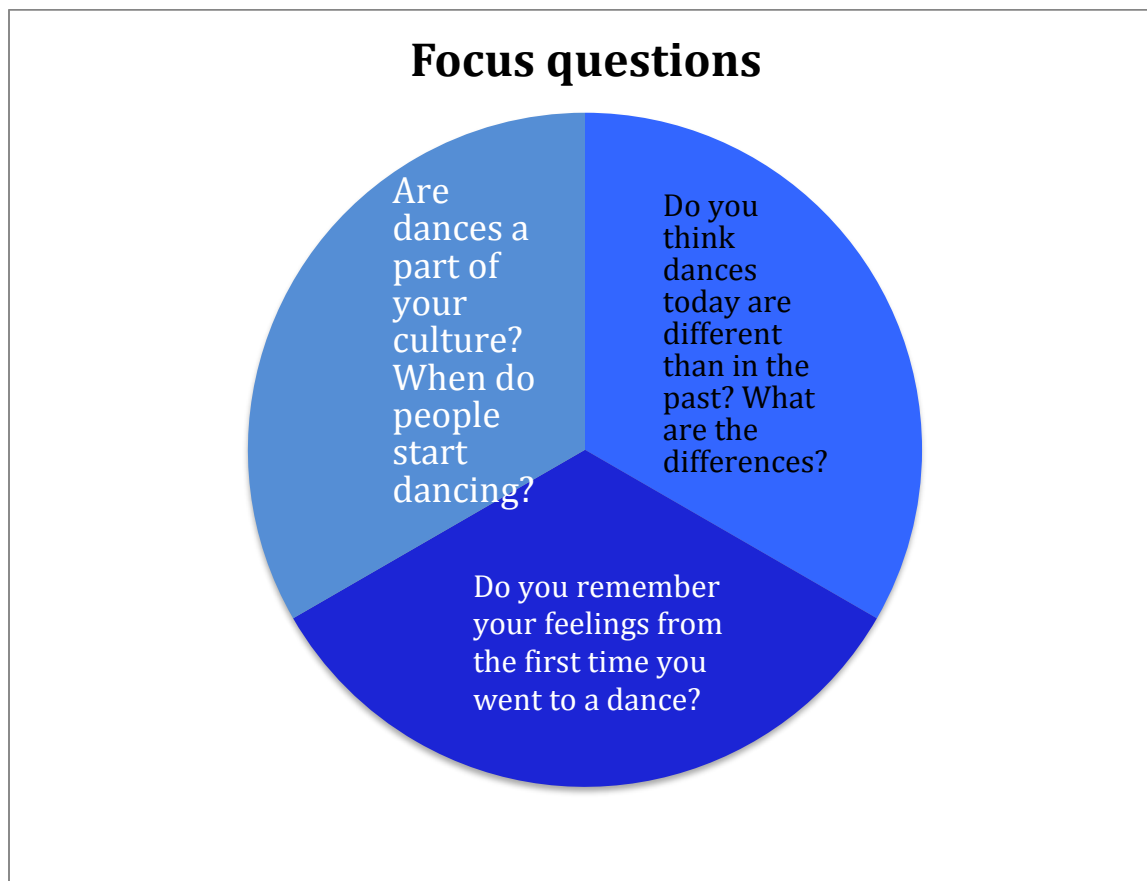 Focus questions
Are
dances a
part of
your
culture?
When do
people
start
dancing?
Do you
think
dances
today are
different
than in the
past? What
are the
differences?
Do you remember
your feelings from
the first time you
went to a dance?